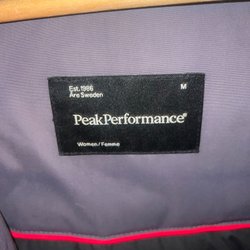 Est. 1986
Åre Sweden
M
PeakPerformance®
Women/Femme